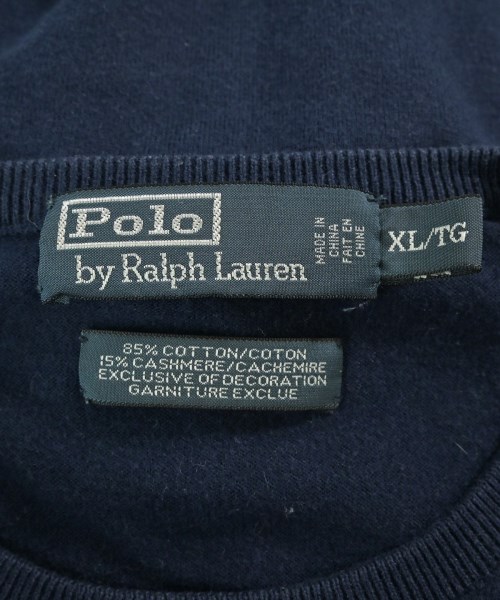 Polo
by Ralph Lauren
MADE IN
CHINA
FAIT EN
CHINE
XL/TG
85% COTTON/COTON
15% CASHMERE/CACHEMIRE
EXCLUSIVE OF DECORATION
GARNITURE EXCLUE